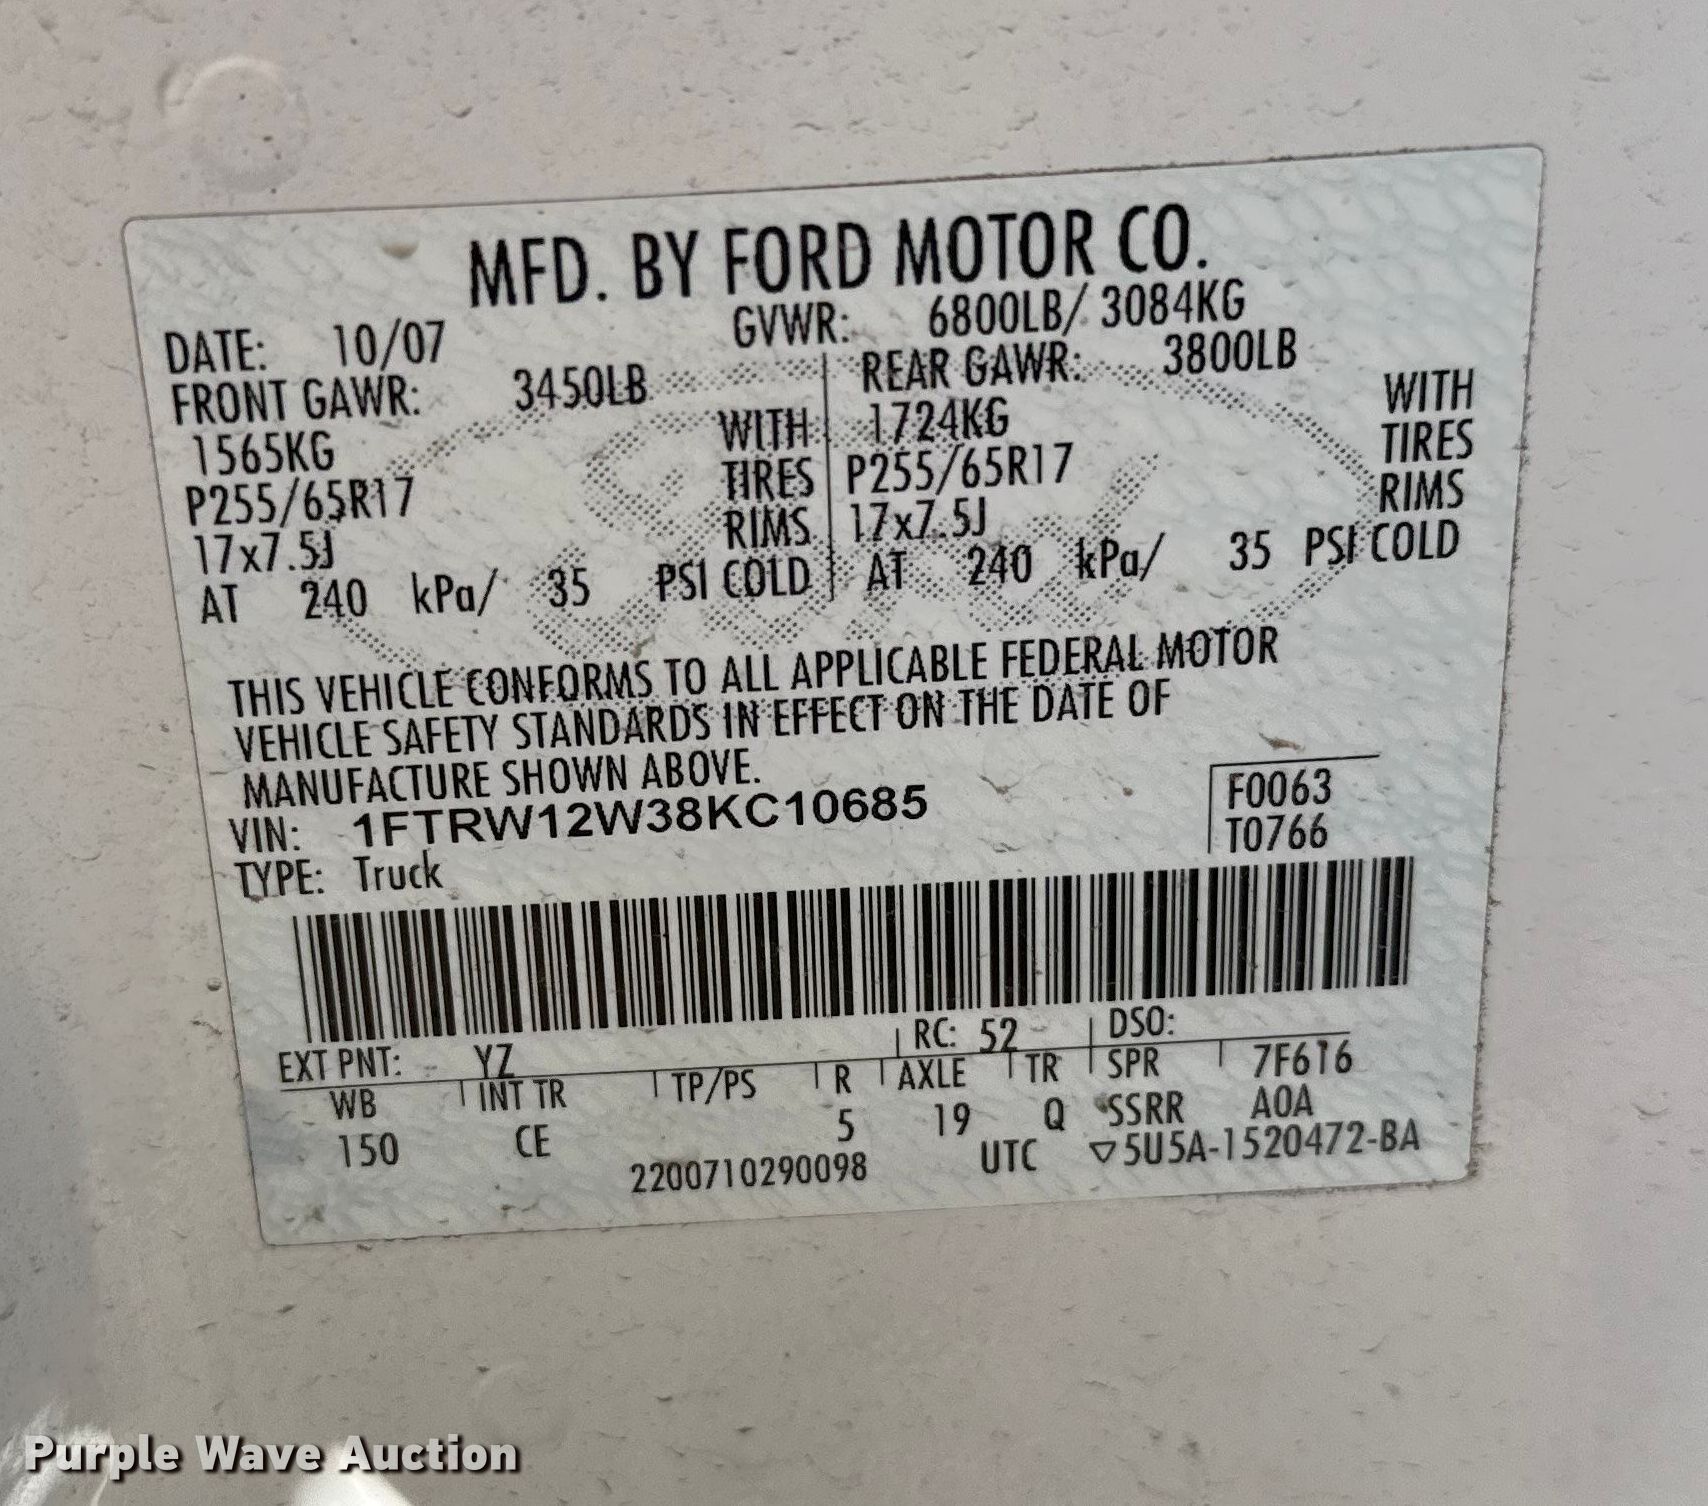 MFD. BY FORD MOTOR CO.
DATE: 10/07 GVWR: 6800LB/ 3084KG
FRONT GAWR: 3450LB REAR GAWR: 3800LB
1565KG WITH 1724KG WITH
P255/65R17 TIRES P255/65R17 TIRES
17x7.5J RIMS 17x7.5J RIMS
AT 240 kPa/ 35 PSI COLD AT 240 kPa/ 35 PSI COLD
THIS VEHICLE CONFORMS TO ALL APPLICABLE FEDERAL MOTOR
VEHICLE SAFETY STANDARDS IN EFFECT ON THE DATE OF
MANUFACTURE SHOWN ABOVE.
VIN: 1FTRW12W38KC10685 F0063
TYPE: Truck T0766
EXT PNT: YZ RC: 52 DSO:
WB INT TR TP/PS R AXLE TR SPR 7F616
150 CE 5 19 Q SSRR A0A
2200710290098 UTC ▽5U5A-1520472-BA
Purple Wave Auction